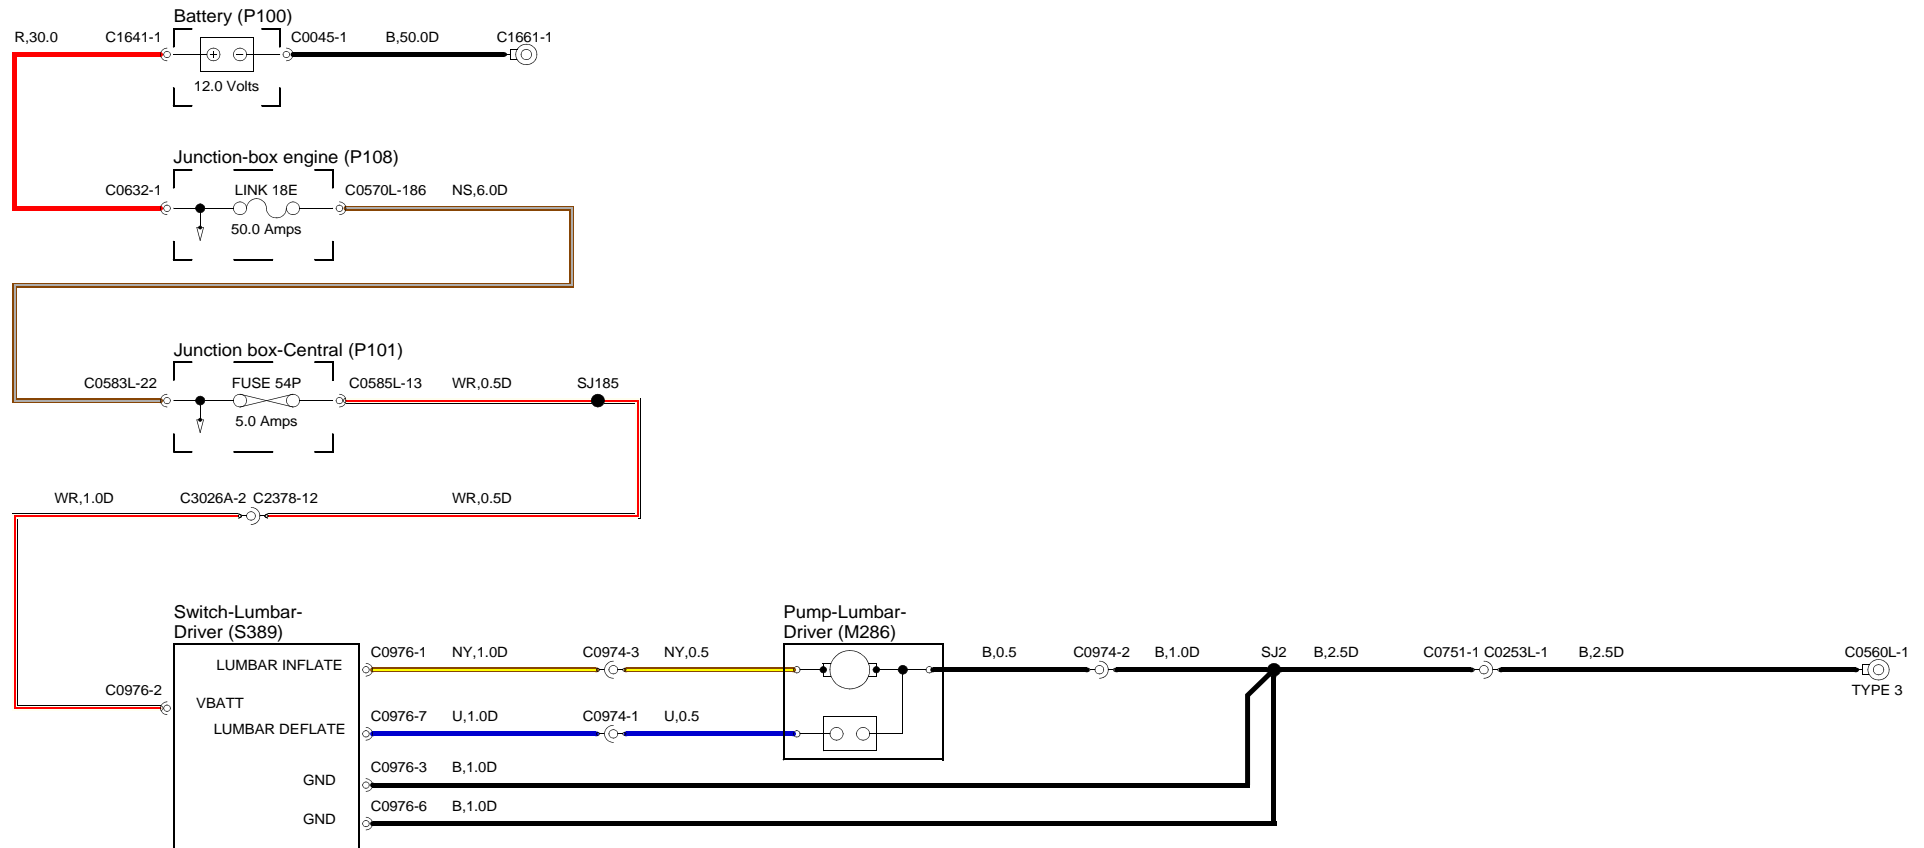 Battery (P100)
R,30.0 C1641-1 C0045-1 B,50.0D C1661-1
12.0 Volts
Junction-box engine (P108)
C0632-1 LINK 18E C0570L-186 NS,6.0D
50.0 Amps
Junction box-Central (P101)
C0583L-22 FUSE 54P C0585L-13 WR,0.5D SJ185
5.0 Amps
WR,1.0D C3026A-2 C2378-12 WR,0.5D
Switch-Lumbar-
Driver (S389)
Pump-Lumbar-
Driver (M286)
LUMBAR INFLATE C0976-1 NY,1.0D C0974-3 NY,0.5 B,0.5 C0974-2 B,1.0D SJ2 B,2.5D C0751-1 C0253L-1 B,2.5D C0560L-1
TYPE 3
C0976-2 VBATT
LUMBAR DEFLATE C0976-7 U,1.0D C0974-1 U,0.5
GND C0976-3 B,1.0D
GND C0976-6 B,1.0D